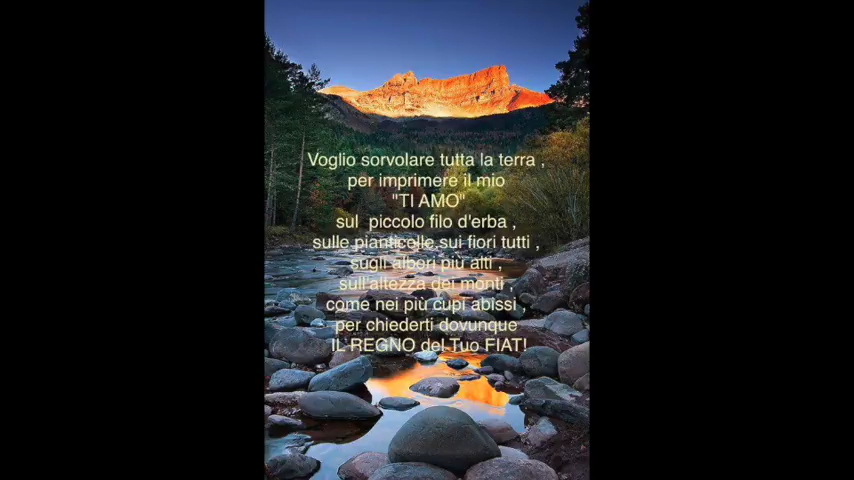 Voglio sorvolare tutta la terra ,
per imprimere il mio
"TI AMO"
sul piccolo filo d'erba ,
sulle pianticelle,sui fiori tutti ,
sugli alberi più alti ,
sull'altezza dei monti ,
come nei più cupi abissi
per chiederti dovunque
IL REGNO del Tuo FIAT!